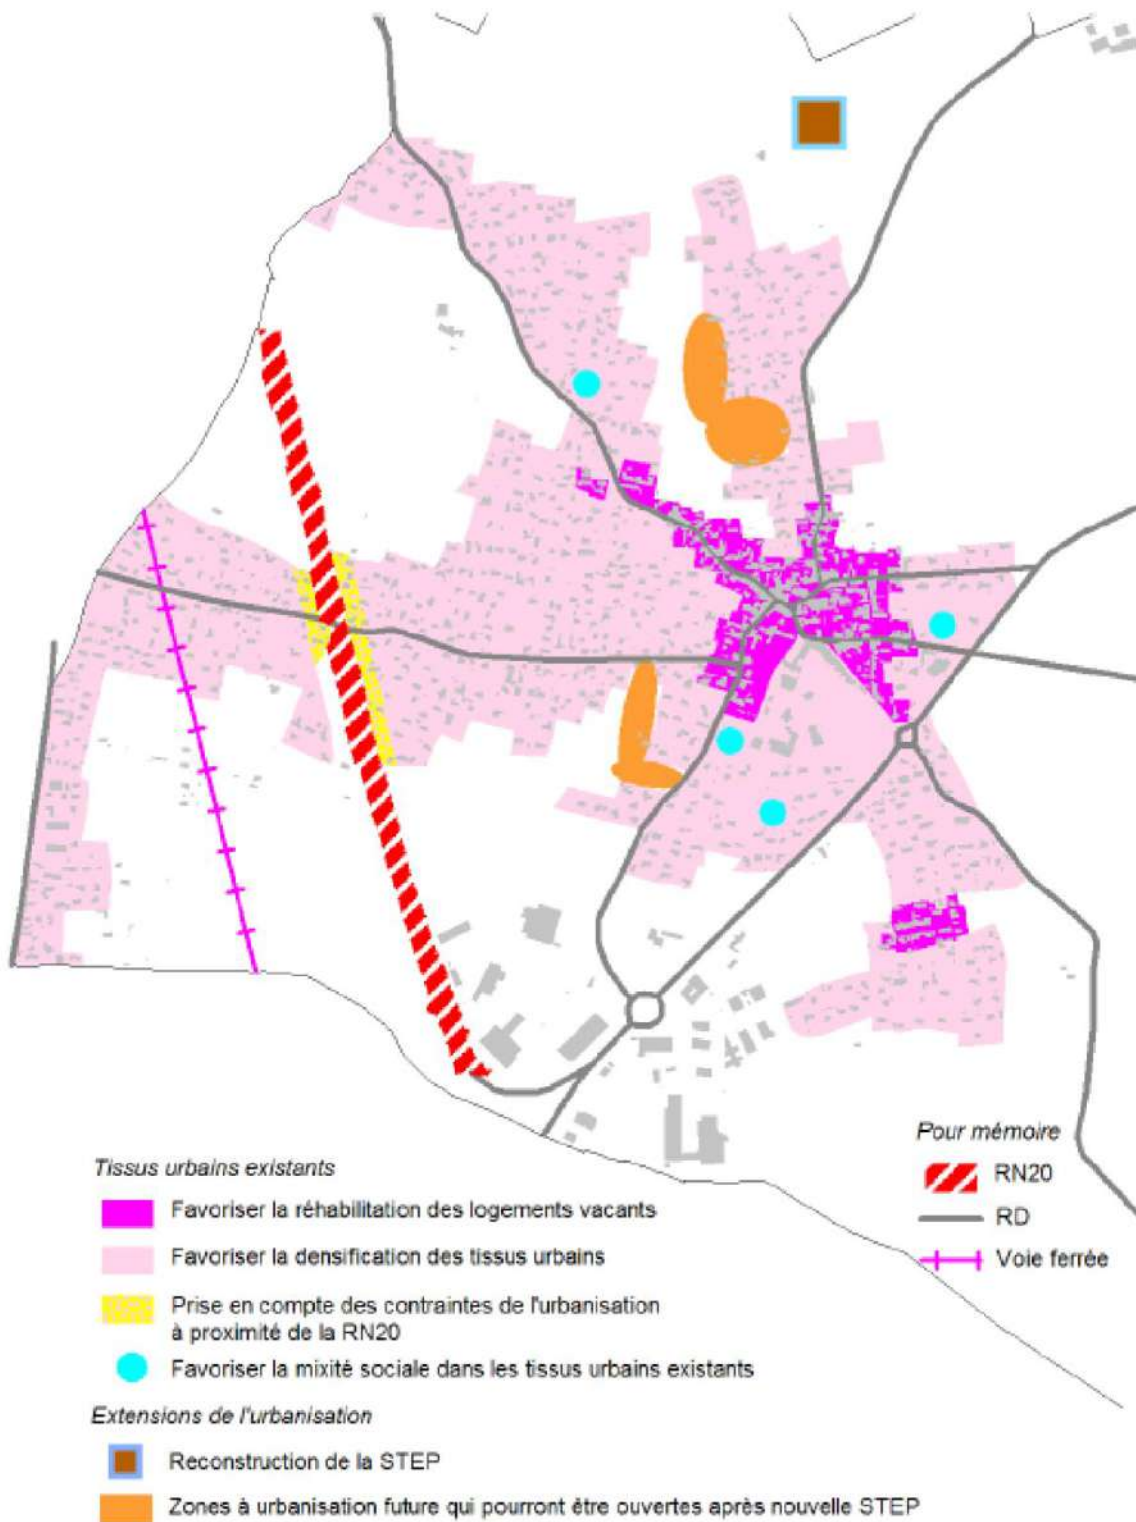 Tissus urbains existants
Favoriser la réhabilitation des logements vacants
Favoriser la densification des tissus urbains
Prise en compte des contraintes de l'urbanisation
à proximité de la RN20
Favoriser la mixité sociale dans les tissus urbains existants
Extensions de l'urbanisation
Reconstruction de la STEP
Zones à urbanisation future qui pourront être ouvertes après nouvelle STEP
Pour mémoire
RN20
RD
Voie ferrée